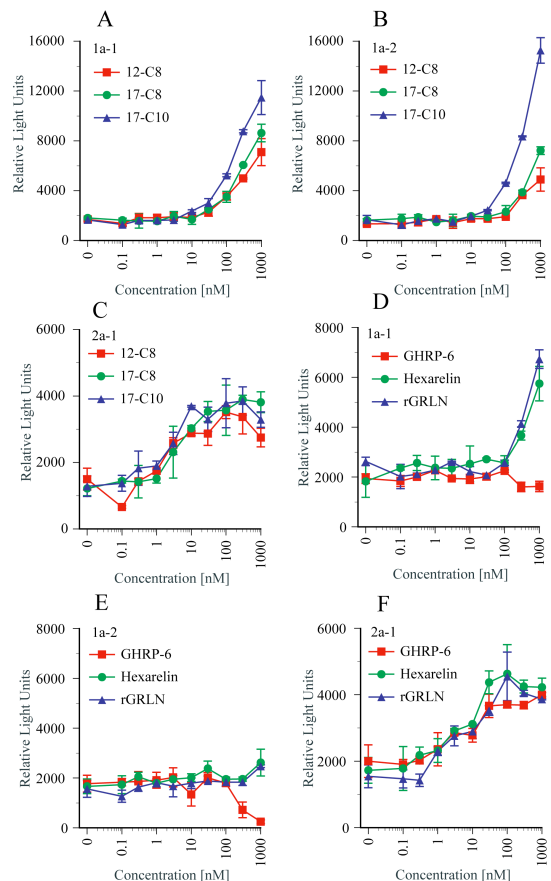 A
1a-1
12-C8
17-C8
17-C10
Relative Light Units
16000
12000
8000
4000
0
0
0.1
1
10
100
1000
Concentration [nM]
B
1a-2
12-C8
17-C8
17-C10
Relative Light Units
16000
12000
8000
4000
0
0
0.1
1
10
100
1000
Concentration [nM]
C
2a-1
12-C8
17-C8
17-C10
Relative Light Units
6000
4000
2000
0
0
0.1
1
10
100
1000
Concentration [nM]
D
1a-1
GHRP-6
Hexarelin
rGRLN
Relative Light Units
8000
6000
4000
2000
0
0
0.1
1
10
100
1000
Concentration [nM]
E
1a-2
GHRP-6
Hexarelin
rGRLN
Relative Light Units
8000
6000
4000
2000
0
0
0.1
1
10
100
1000
Concentration [nM]
F
2a-1
GHRP-6
Hexarelin
rGRLN
Relative Light Units
6000
4000
2000
0
0
0.1
1
10
100
1000
Concentration [nM]